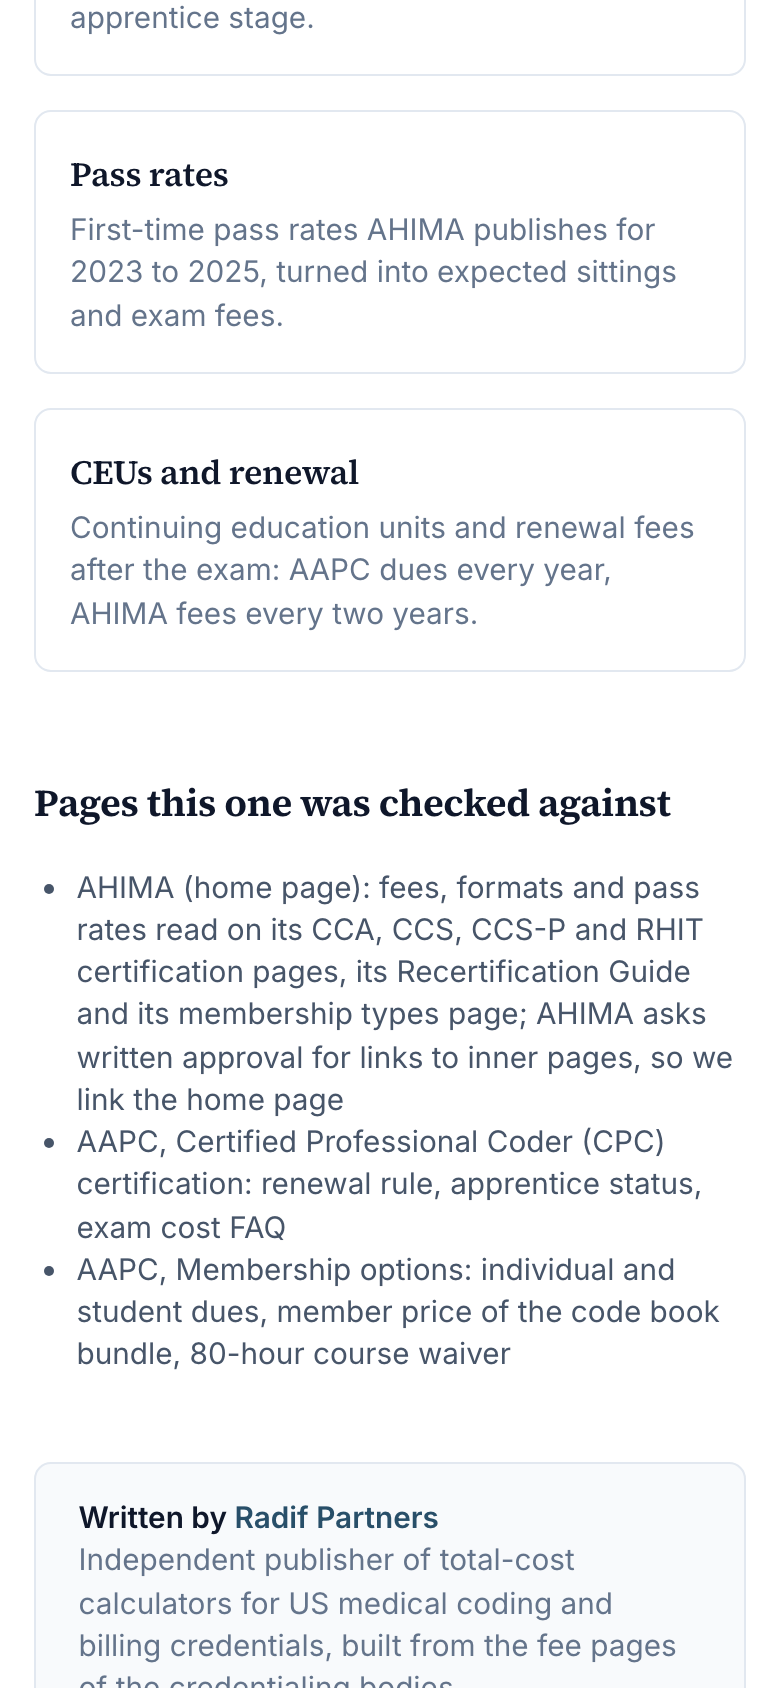 apprentice stage.
Pass rates
First-time pass rates AHIMA publishes for
2023 to 2025, turned into expected sittings
and exam fees.
CEUs and renewal
Continuing education units and renewal fees
after the exam: AAPC dues every year,
AHIMA fees every two years.
Pages this one was checked against
• AHIMA (home page): fees, formats and pass
rates read on its CCA, CCS, CCS-P and RHIT
certification pages, its Recertification Guide
and its membership types page; AHIMA asks
written approval for links to inner pages, so we
link the home page
• AAPC, Certified Professional Coder (CPC)
certification: renewal rule, apprentice status,
exam cost FAQ
• AAPC, Membership options: individual and
student dues, member price of the code book
bundle, 80-hour course waiver
Written by Radif Partners
Independent publisher of total-cost
calculators for US medical coding and
billing credentials, built from the fee pages
of the credentialing bodies